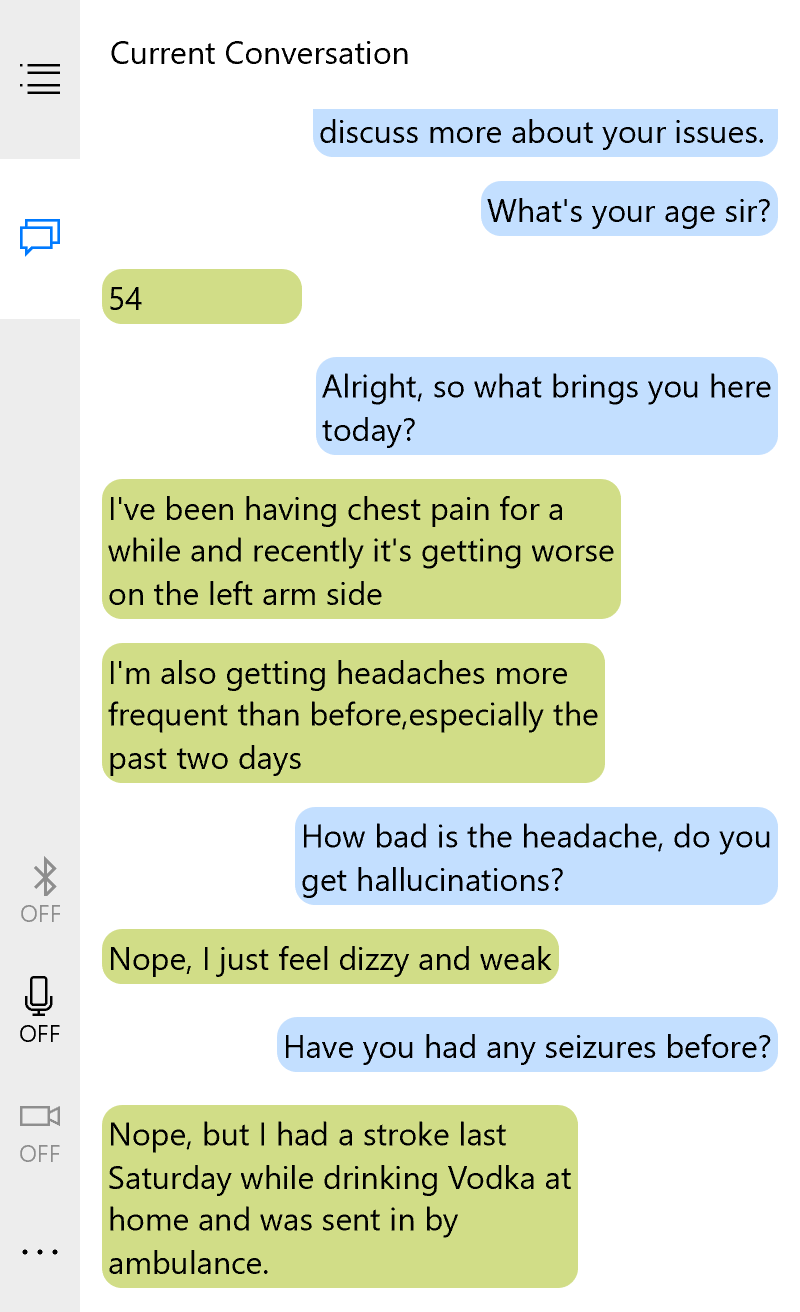 Current Conversation
discuss more about your issues.
What's your age sir?
54
Alright, so what brings you here
today?
I've been having chest pain for a
while and recently it's getting worse
on the left arm side
I'm also getting headaches more
frequent than before,especially the
past two days
How bad is the headache, do you
get hallucinations?
OFF
Nope, I just feel dizzy and weak
OFF
Have you had any seizures before?
Nope, but I had a stroke last
OFF
Saturday while drinking Vodka at
home and was sent in by
ambulance.